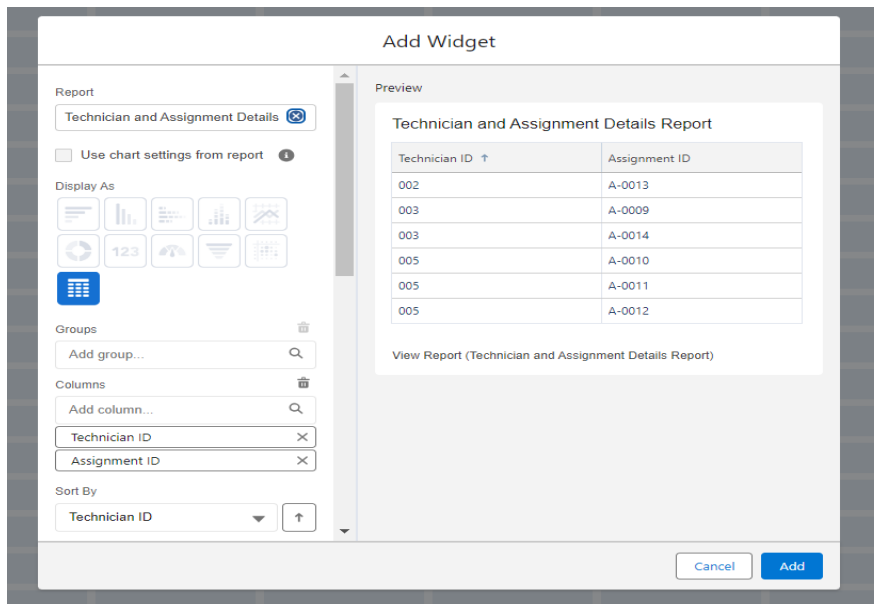 Add Widget
Report
Technician and Assignment Details
Use chart settings from report
Display As
123
Groups
Add group...
Columns
Add column...
Technician ID
Assignment ID
Sort By
Technician ID
Preview
Technician and Assignment Details Report
Technician ID ↑ Assignment ID
002 A-0013
003 A-0009
003 A-0014
005 A-0010
005 A-0011
005 A-0012
View Report (Technician and Assignment Details Report)
Cancel Add